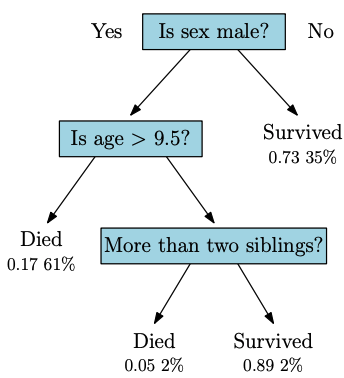 Yes
Is sex male?
No
Is age > 9.5?
Survived
0.73 35%
Died
0.17 61%
More than two siblings?
Died
0.05 2%
Survived
0.89 2%